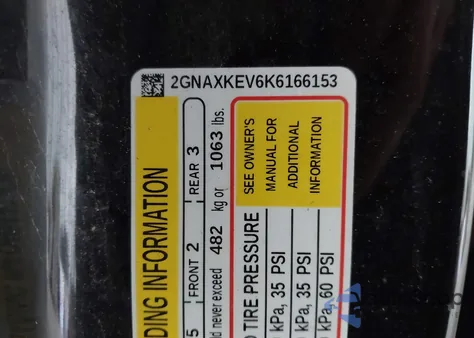 2GNAXKEV6K6166153
DING INFORMATION
5 | FRONT 2 | REAR 3
d never exceed 482 kg or 1063 lbs.
TIRE PRESSURE
SEE OWNER'S
MANUAL FOR
ADDITIONAL
INFORMATION
kPa, 35 PSI
kPa, 35 PSI
kPa, 60 PSI